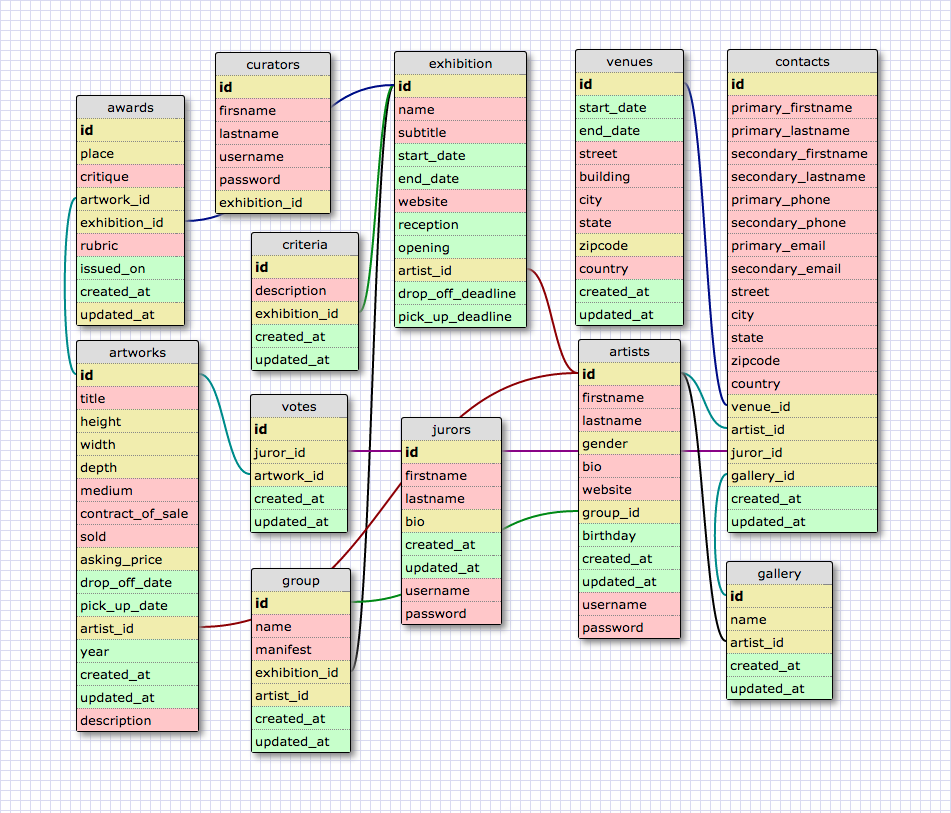 curators
id
firsname
lastname
username
password
exhibition_id
exhibition
id
name
subtitle
start_date
end_date
website
reception
opening
artist_id
drop_off_deadline
pick_up_deadline
venues
id
start_date
end_date
street
building
city
state
zipcode
country
created_at
updated_at
contacts
id
primary_firstname
primary_lastname
secondary_firstname
secondary_lastname
primary_phone
secondary_phone
primary_email
secondary_email
street
city
state
zipcode
country
venue_id
artist_id
juror_id
gallery_id
created_at
updated_at
awards
id
place
critique
artwork_id
exhibition_id
rubric
issued_on
created_at
updated_at
criteria
id
description
exhibition_id
created_at
updated_at
artworks
id
title
height
width
depth
medium
contract_of_sale
sold
asking_price
drop_off_date
pick_up_date
artist_id
year
created_at
updated_at
description
votes
id
juror_id
artwork_id
created_at
updated_at
jurors
id
firstname
lastname
bio
created_at
updated_at
username
password
artists
id
firstname
lastname
gender
bio
website
group_id
birthday
created_at
updated_at
username
password
group
id
name
manifest
exhibition_id
artist_id
created_at
updated_at
gallery
id
name
artist_id
created_at
updated_at